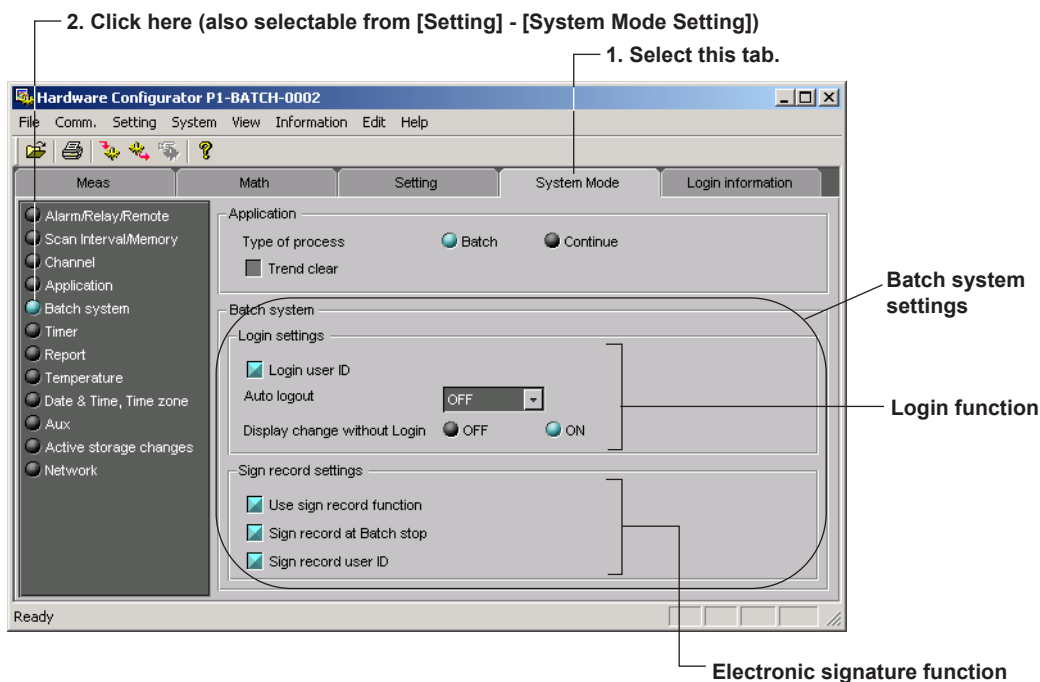 2. Click here (also selectable from [Setting] - [System Mode Setting])
1. Select this tab.
Hardware Configurator P1-BATCH-0002
File Comm. Setting System View Information Edit Help
Meas Math Setting System Mode Login information
Alarm/Relay/Remote
Scan Interval/Memory
Channel
Application
Batch system
Timer
Report
Temperature
Date & Time, Time zone
Aux
Active storage changes
Network
Application
Type of process Batch Continue
Trend clear
Batch system
Login settings
Login user ID
Auto logout OFF
Display change without Login OFF ON
Sign record settings
Use sign record function
Sign record at Batch stop
Sign record user ID
Ready
Batch system
settings
Login function
Electronic signature function